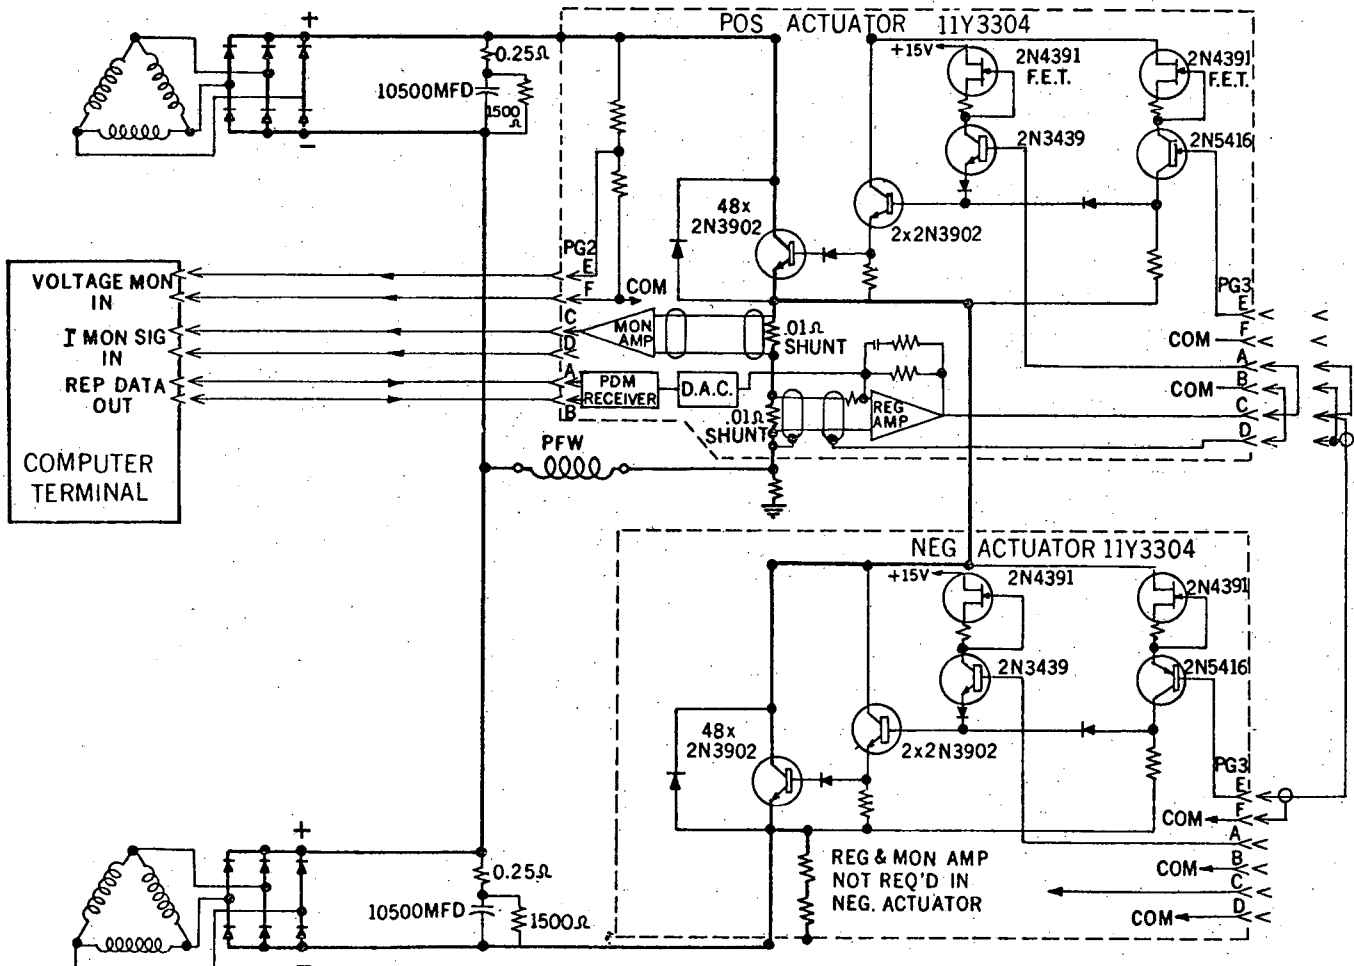 POS ACTUATOR 11Y3304
+
0.25Ω
10500MFD
1500
Ω
–
+15V
2N4391
F.E.T.
2N4391
F.E.T.
2N3439
2N5416
48x
2N3902
2x2N3902
PG2
E
F
COM
C
D
MON
AMP
.01Ω
SHUNT
A
B
PDM
RECEIVER
D.A.C.
.01Ω
SHUNT
REG
AMP
PG3
E
F
COM
A
B
COM
C
D
VOLTAGE MON
IN
I MON SIG
IN
REP DATA
OUT
COMPUTER
TERMINAL
PFW
NEG ACTUATOR 11Y3304
+15V
2N4391
2N4391
2N3439
2N5416
48x
2N3902
2x2N3902
PG3
E
F
COM
A
B
COM
C
D
COM
REG & MON AMP
NOT REQ'D IN
NEG. ACTUATOR
+
0.25Ω
10500MFD
1500Ω
–